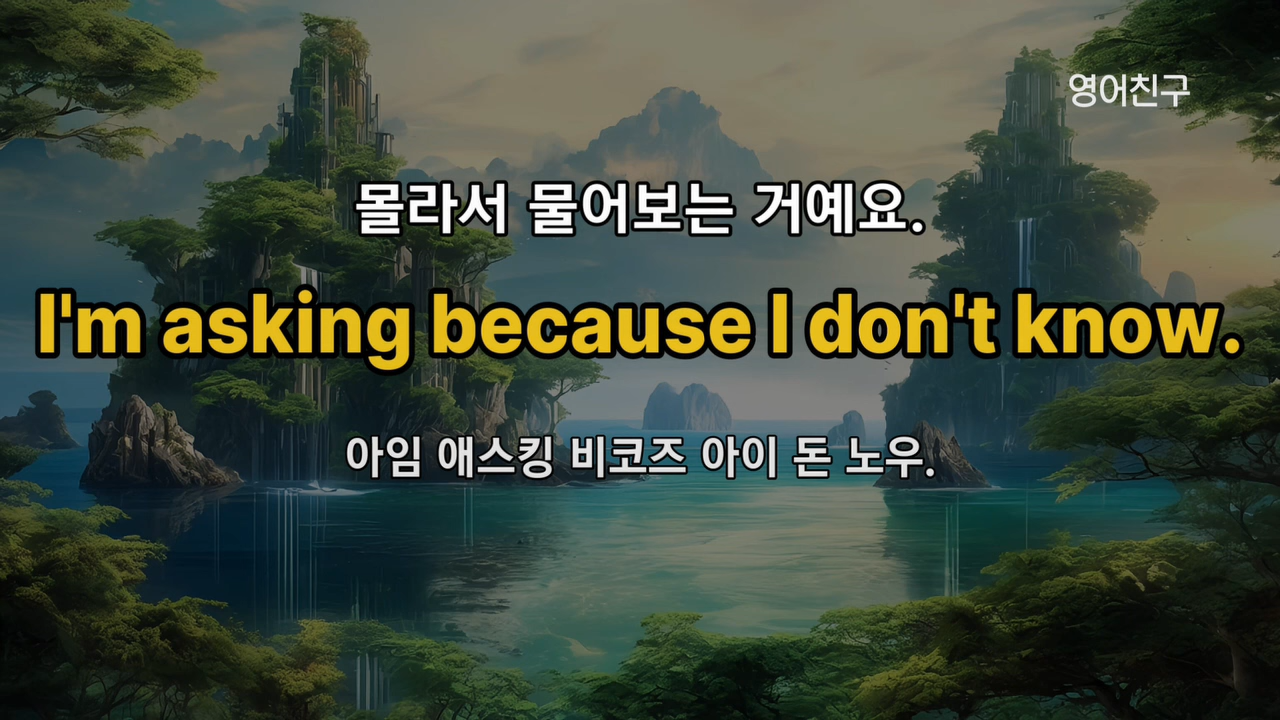 영어친구
몰라서 물어보는 거예요.
I'm asking because I don't know.
아임 애스킹 비코즈 아이 돈 노우.